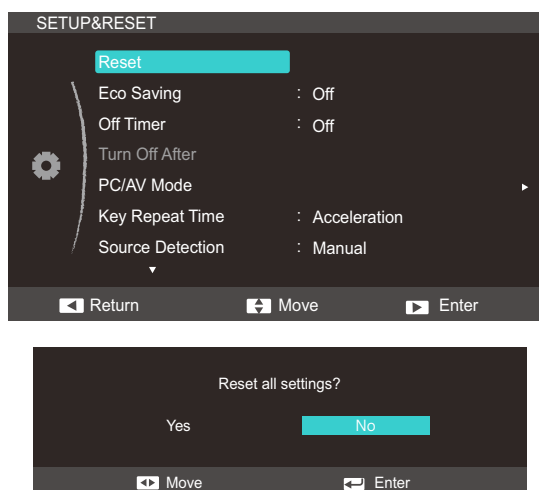 SETUP&RESET
Reset
Eco Saving : Off
Off Timer : Off
Turn Off After
PC/AV Mode
Key Repeat Time : Acceleration
Source Detection : Manual
Return Move Enter
Reset all settings?
Yes No
Move Enter